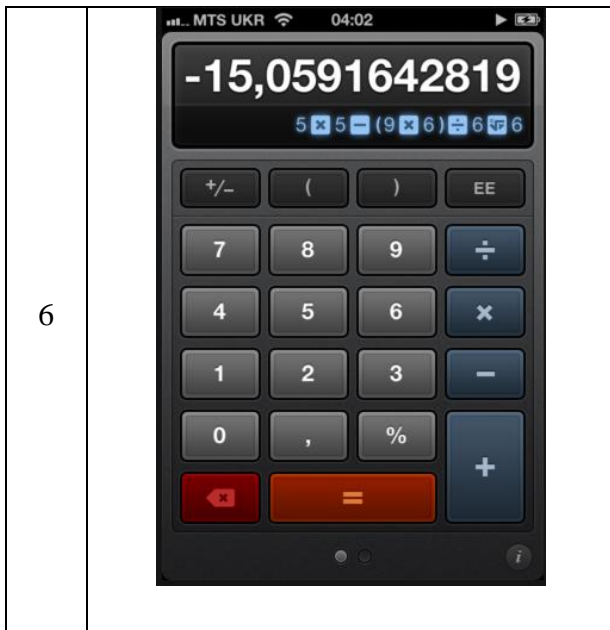 MTS UKR 04:02
-15,0591642819
5 × 5 − (9 × 6) ÷ 6 ʸ√ 6
+/− ( ) EE
7 8 9 ÷
6
4 5 6 ×
1 2 3 −
0 , % +
=
i